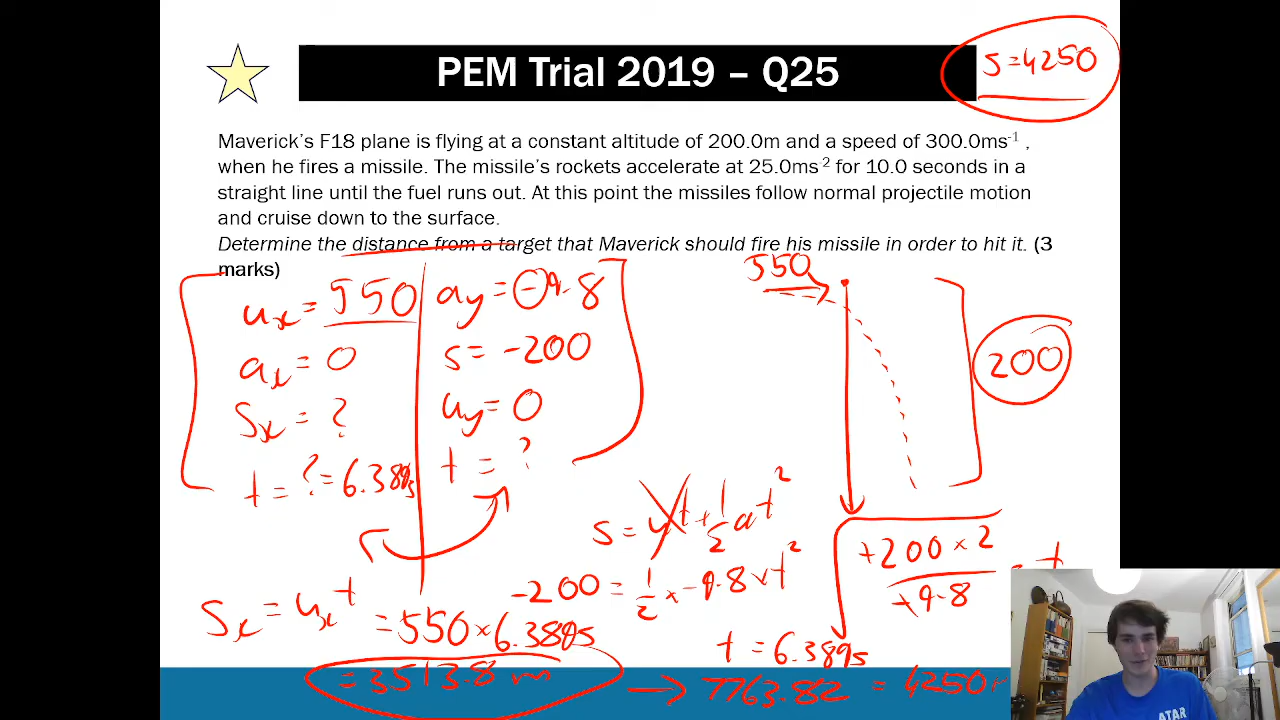 PEM Trial 2019 – Q25
s = 4250
Maverick's F18 plane is flying at a constant altitude of 200.0m and a speed of 300.0ms⁻¹ ,
when he fires a missile. The missile's rockets accelerate at 25.0ms⁻² for 10.0 seconds in a
straight line until the fuel runs out. At this point the missiles follow normal projectile motion
and cruise down to the surface.
Determine the distance from a target that Maverick should fire his missile in order to hit it. (3
marks)
uₓ = 550
aₓ = 0
Sₓ = ?
t = ? = 6.389s
ay = -9.8
s = -200
uy = 0
t = ?
550
200
s = ut + 1/2 at²
-200 = 1/2 × -9.8 × t²
+200 × 2
+9.8
= t
t = 6.389s
Sₓ = uₓt = 550 × 6.389s
= 3513.8 m → 7763.82 = 4250
ATAR